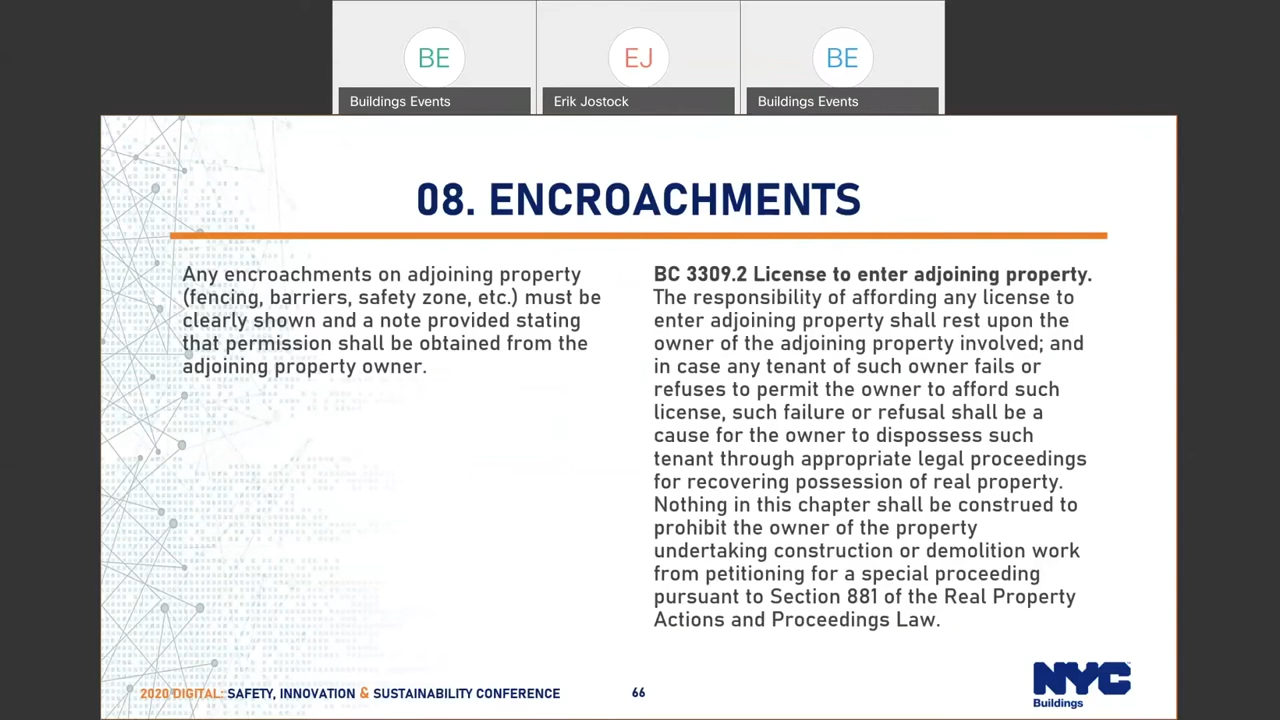 BE
EJ
BE
Buildings Events
Erik Jostock
Buildings Events
08. ENCROACHMENTS
Any encroachments on adjoining property
(fencing, barriers, safety zone, etc.) must be
clearly shown and a note provided stating
that permission shall be obtained from the
adjoining property owner.
BC 3309.2 License to enter adjoining property.
The responsibility of affording any license to
enter adjoining property shall rest upon the
owner of the adjoining property involved; and
in case any tenant of such owner fails or
refuses to permit the owner to afford such
license, such failure or refusal shall be a
cause for the owner to dispossess such
tenant through appropriate legal proceedings
for recovering possession of real property.
Nothing in this chapter shall be construed to
prohibit the owner of the property
undertaking construction or demolition work
from petitioning for a special proceeding
pursuant to Section 881 of the Real Property
Actions and Proceedings Law.
2020 DIGITAL: SAFETY, INNOVATION & SUSTAINABILITY CONFERENCE
66
NYC
Buildings